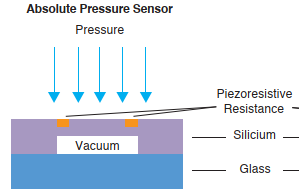 Absolute Pressure Sensor
Pressure
Piezoresistive
Resistance
Silicium
Vacuum
Glass